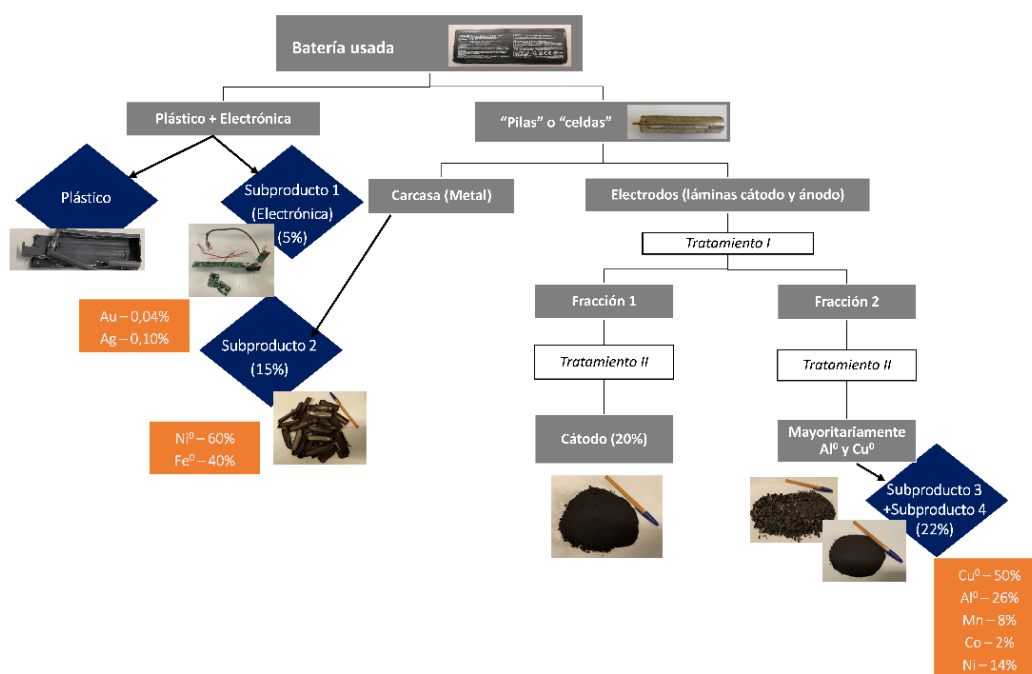 Batería usada
Plástico + Electrónica
"Pilas" o "celdas"
Plástico
Subproducto 1
(Electrónica)
(5%)
Carcasa (Metal)
Electrodos (láminas cátodo y ánodo)
Tratamiento I
Fracción 1
Fracción 2
Au – 0,04%
Ag – 0,10%
Subproducto 2
(15%)
Tratamiento II
Tratamiento II
Ni⁰ – 60%
Fe⁰ – 40%
Cátodo (20%)
Mayoritariamente
Al⁰ y Cu⁰
Subproducto 3
+Subproducto 4
(22%)
Cu⁰ – 50%
Al⁰ – 26%
Mn – 8%
Co – 2%
Ni – 14%